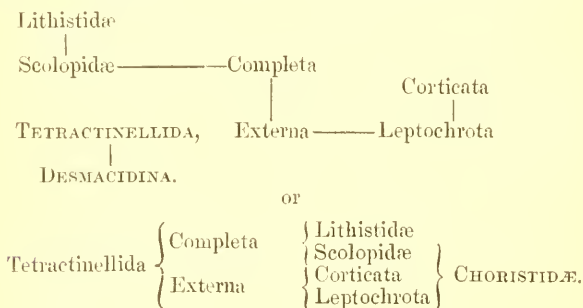 Lithistidæ
Scolopidæ Completa
Corticata
TETRACTINELLIDA, Externa Leptochrota
DESMACIDINA.
or
Lithistidæ
Completa
Scolopidæ
Tetractinellida CHORISTIDÆ.
Corticata
Externa
Leptochrota